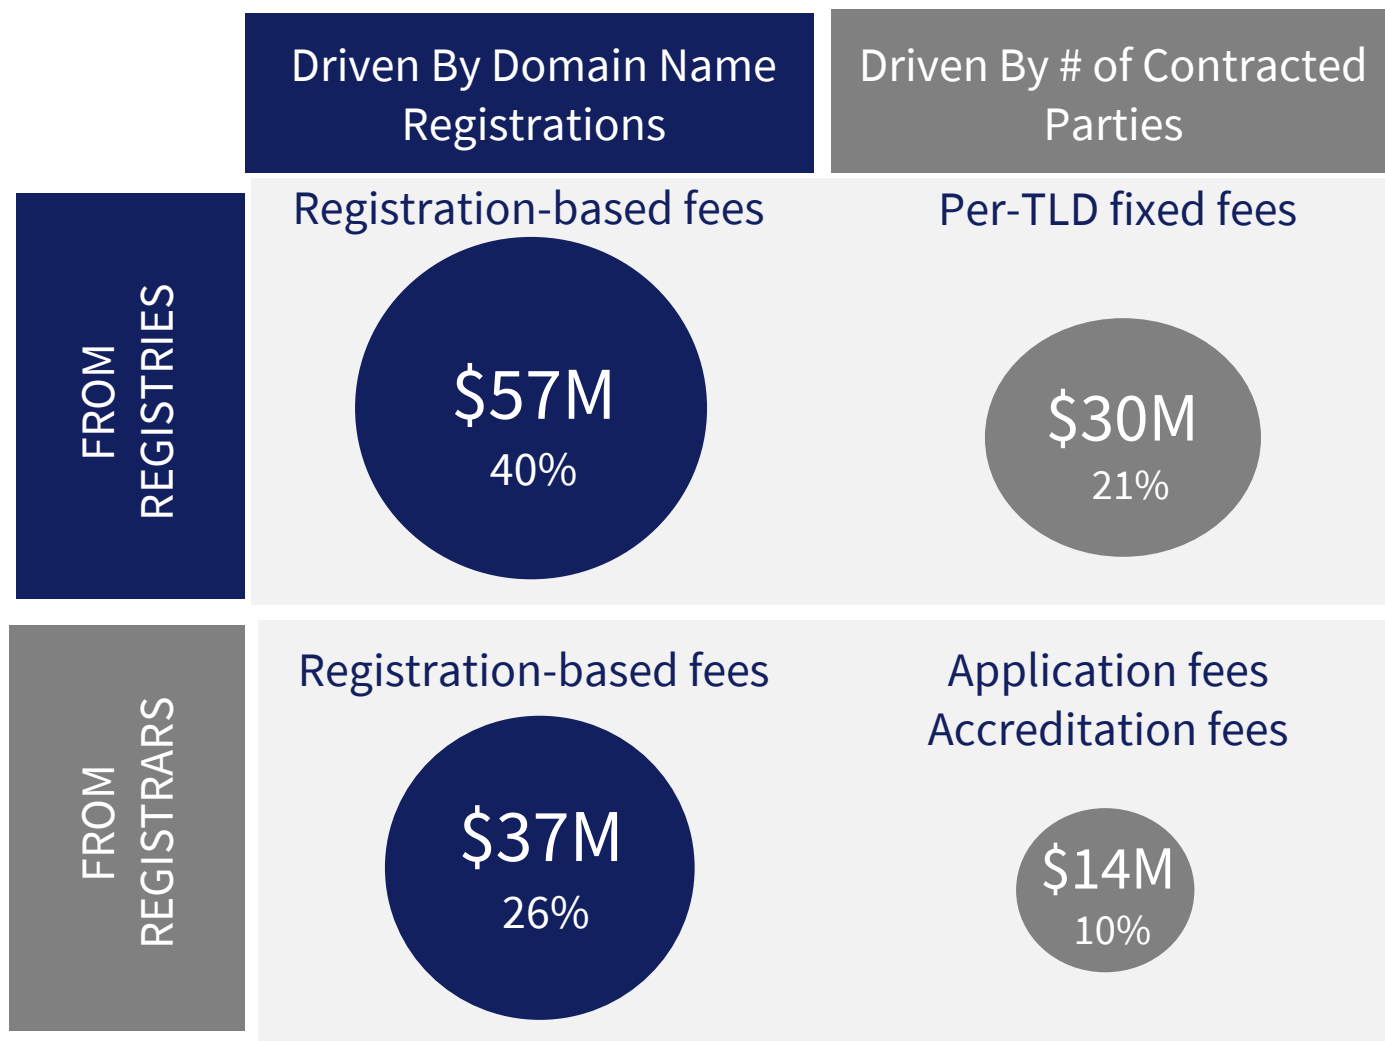 Driven By Domain Name
Registrations
Driven By # of Contracted
Parties
FROM
REGISTRIES
Registration-based fees
$57M
40%
Per-TLD fixed fees
$30M
21%
FROM
REGISTRARS
Registration-based fees
$37M
26%
Application fees
Accreditation fees
$14M
10%